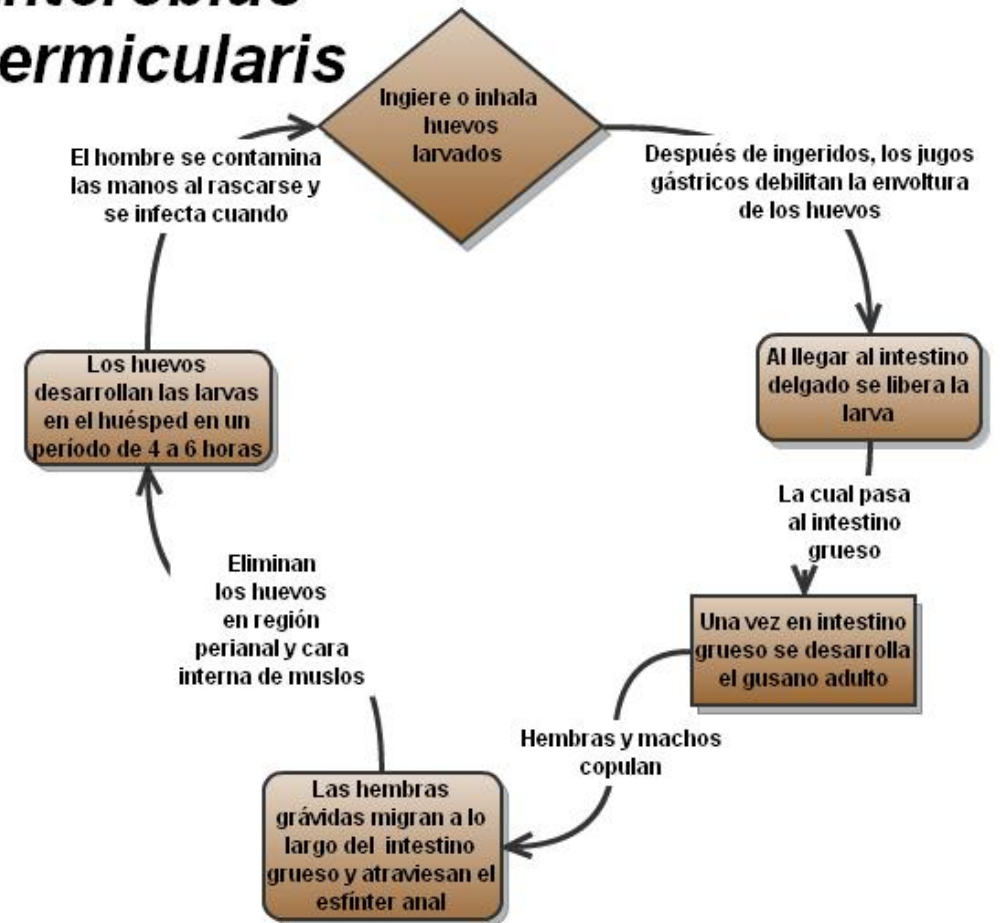 ermicularis
Ingiere o inhala
huevos
larvados
Después de ingeridos, los jugos
gástricos debilitan la envoltura
de los huevos
Al llegar al intestino
delgado se libera la
larva
La cual pasa
al intestino
grueso
Una vez en intestino
grueso se desarrolla
el gusano adulto
Hembras y machos
copulan
Las hembras
grávidas migran a lo
largo del intestino
grueso y atraviesan el
esfínter anal
Eliminan
los huevos
en región
perianal y cara
interna de muslos
Los huevos
desarrollan las larvas
en el huésped en un
período de 4 a 6 horas
El hombre se contamina
las manos al rascarse y
se infecta cuando